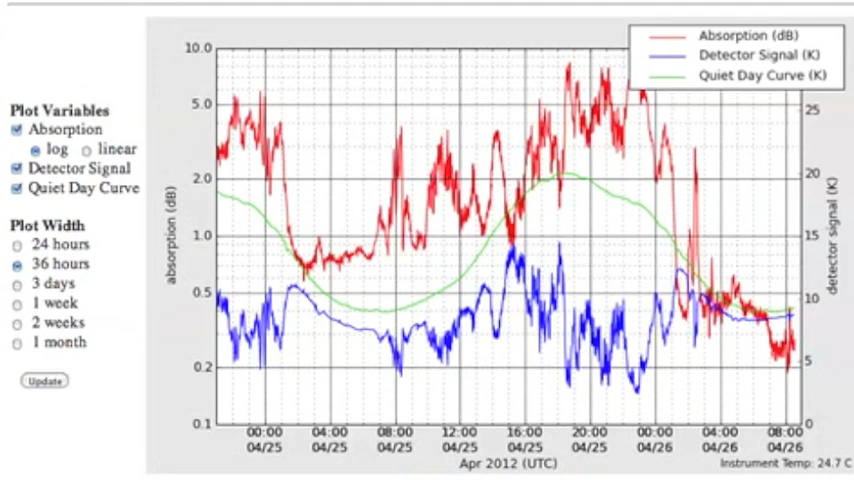 Plot Variables
Absorption
log linear
Detector Signal
Quiet Day Curve
Plot Width
24 hours
36 hours
3 days
1 week
2 weeks
1 month
Update
Absorption (dB)
Detector Signal (K)
Quiet Day Curve (K)
absorption (dB)
10.0
5.0
2.0
1.0
0.5
0.2
0.1
25
20
15
10
5
0
detector signal (K)
00:00 04:00 08:00 12:00 16:00 20:00 00:00 04:00 08:00
04/25 04/25 04/25 04/25 04/25 04/25 04/26 04/26 04/26
Apr 2012 (UTC)
Instrument Temp: 24.7 C